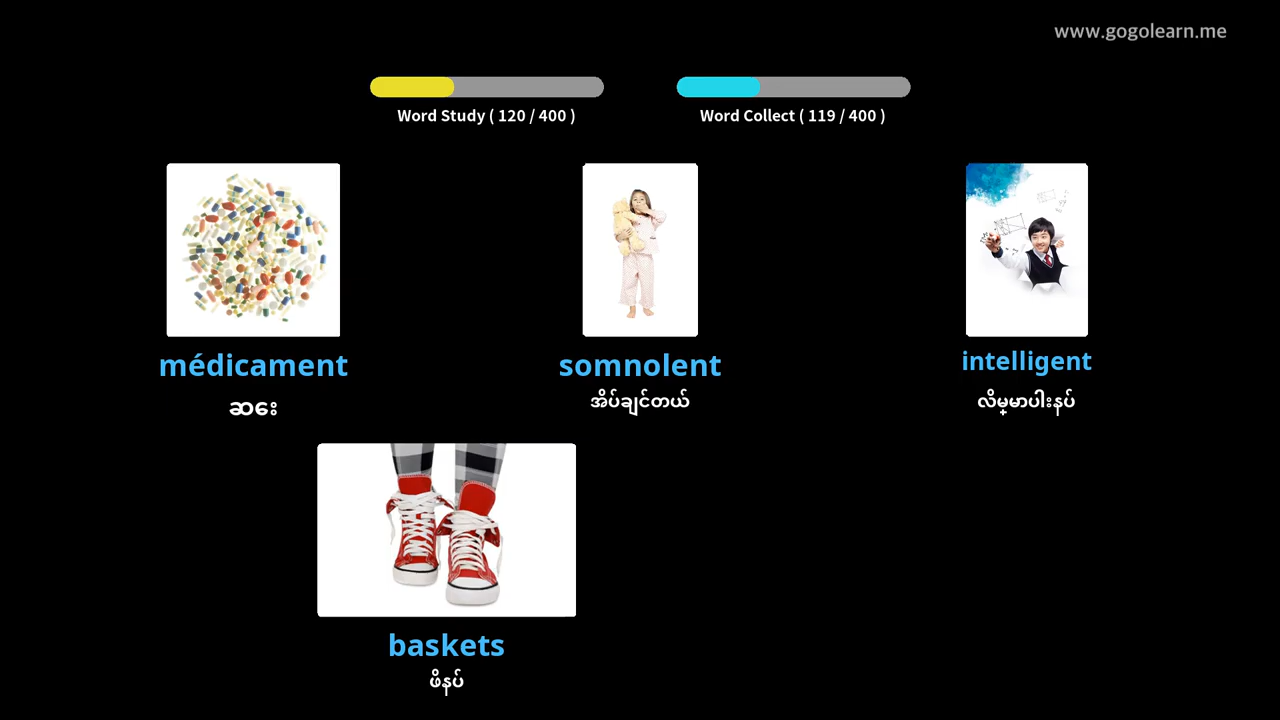 www.gogolearn.me
Word Study ( 120 / 400 )
Word Collect ( 119 / 400 )
médicament
ဆေး
somnolent
အိပ်ချင်တယ်
intelligent
လိမ္မာပါးနပ်
baskets
ဖိနပ်